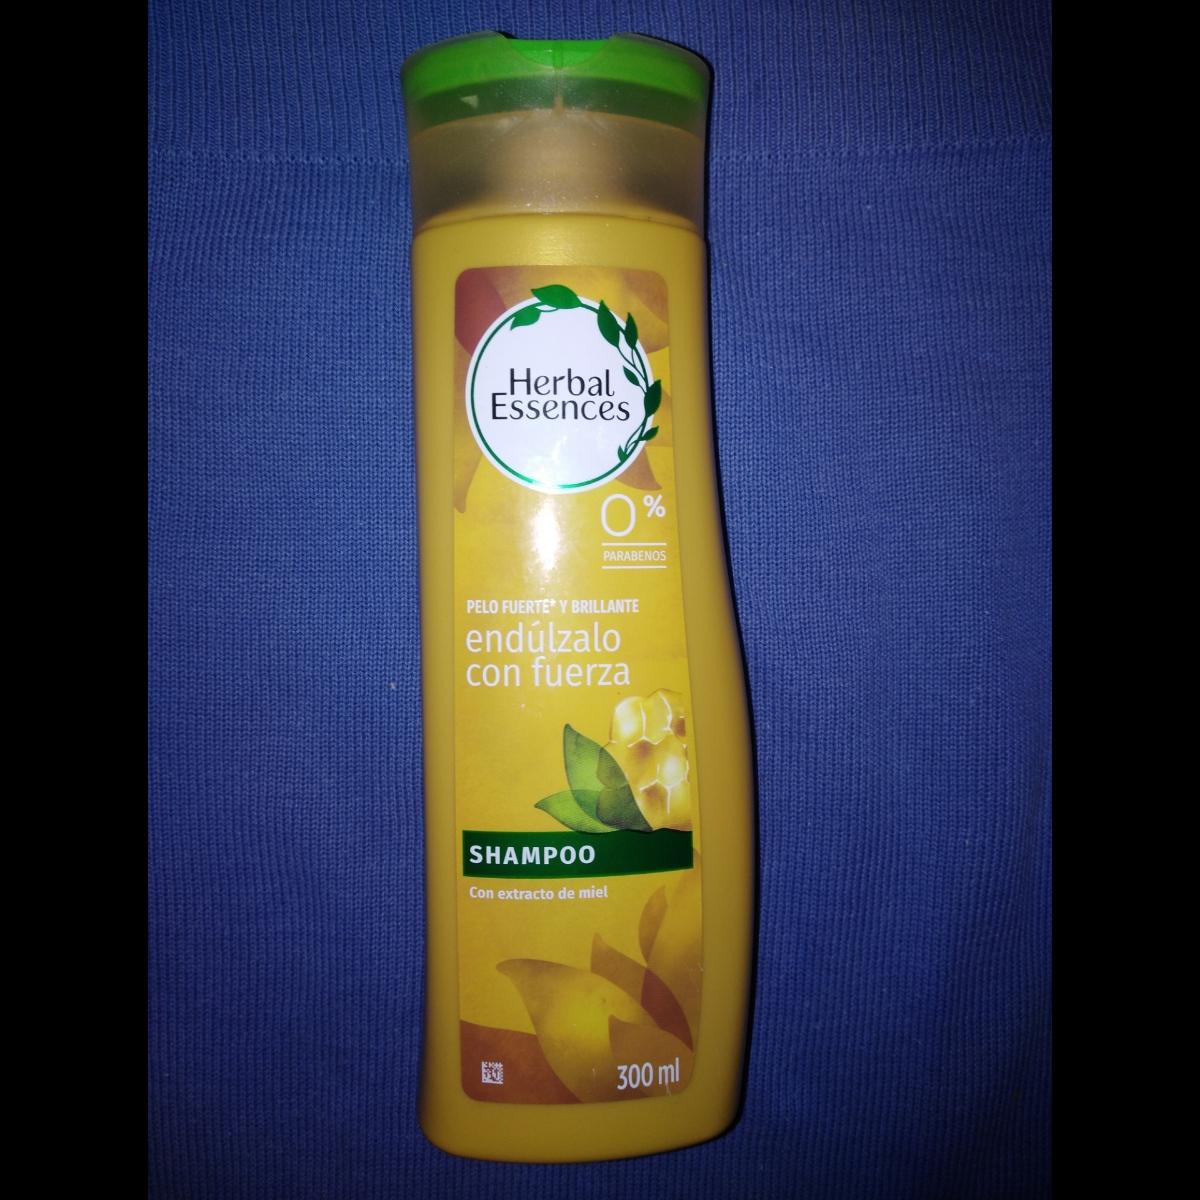 Herbal
Essences
0%
PARABENOS
PELO FUERTE* Y BRILLANTE
endúlzalo
con fuerza
SHAMPOO
Con extracto de miel
300 ml